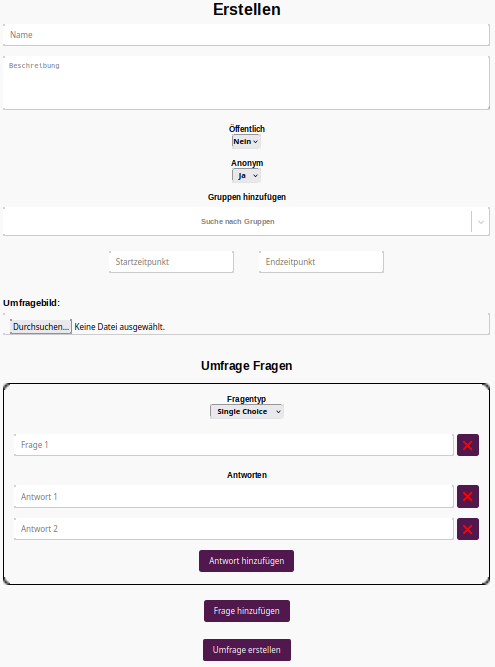 Erstellen
Name
Beschreibung
Öffentlich
Nein
Anonym
Ja
Gruppen hinzufügen
Suche nach Gruppen
Startzeitpunkt Endzeitpunkt
Umfragebild:
Durchsuchen... Keine Datei ausgewählt.
Umfrage Fragen
Fragentyp
Single Choice
Frage 1
Antworten
Antwort 1
Antwort 2
Antwort hinzufügen
Frage hinzufügen
Umfrage erstellen